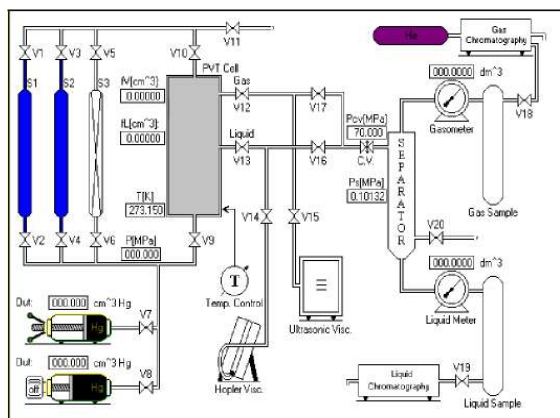 V11
He
Gas
Chromatography
V1
V3
V5
V10
PVT Cell
S1
S2
S3
fV[cm^3]
0.00000
Gas
V12
V17
000.0000 dm^3
Gasometer
V18
fL[cm^3]:
0.00000
Liquid
V13
V16
Pcv[MPa]
70.000
C.V.
SEPARATOR
Ps[MPa]
0.10132
Gas Sample
T[K]
273.150
V2
V4
V6
P[MPa]
000.000
V9
V14
V15
V20
T
Temp. Control
000.0000 dm^3
Liquid Meter
Out: 000.000 cm^3 Hg
V7
Hg
Ultrasonic Visc.
Out:
000.000 cm^3 Hg
V8
off
Hg
Hopler Visc.
Liquid
Chromatography
V19
Liquid Sample